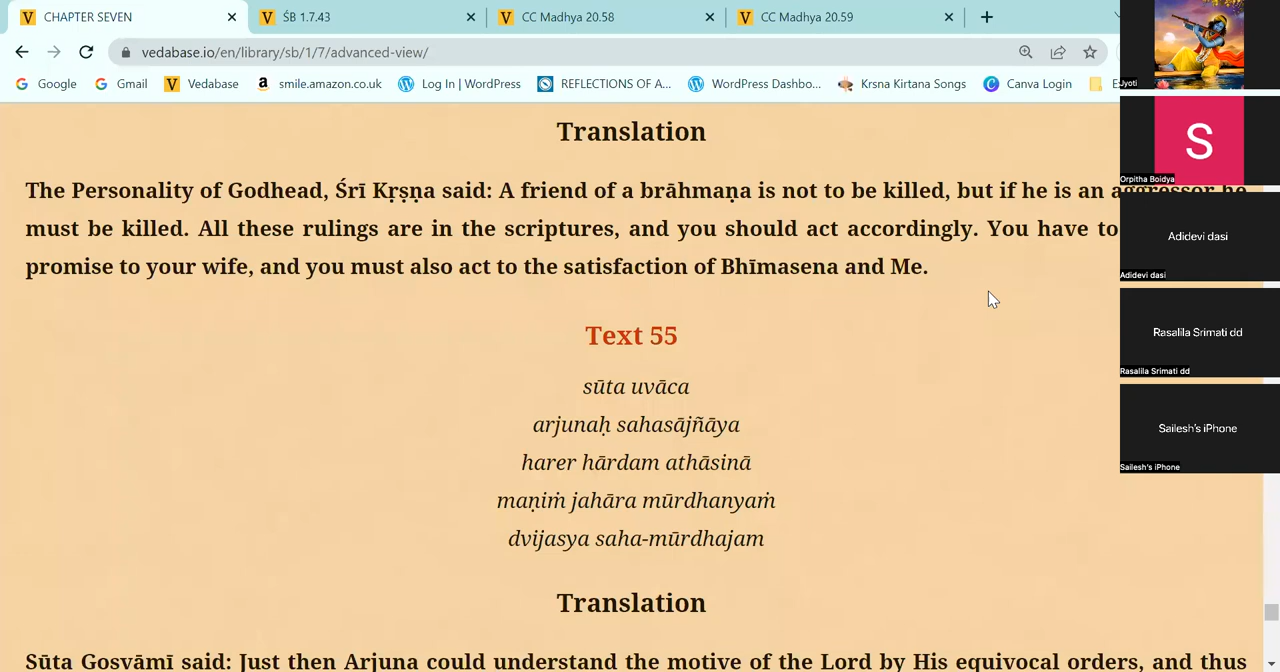 CHAPTER SEVEN
ŚB 1.7.43
CC Madhya 20.58
CC Madhya 20.59
vedabase.io/en/library/sb/1/7/advanced-view/
Google
Gmail
Vedabase
smile.amazon.co.uk
Log In | WordPress
REFLECTIONS OF A...
WordPress Dashbo...
Krsna Kirtana Songs
Canva Login
Translation
The Personality of Godhead, Śrī Kṛṣṇa said: A friend of a brāhmaṇa is not to be killed, but if he is an aggressor he
must be killed. All these rulings are in the scriptures, and you should act accordingly. You have to
promise to your wife, and you must also act to the satisfaction of Bhīmasena and Me.
Text 55
sūta uvāca
arjunaḥ sahasājñāya
harer hārdam athāsinā
maṇiṁ jahāra mūrdhanyaṁ
dvijasya saha-mūrdhajam
Translation
Sūta Gosvāmī said: Just then Arjuna could understand the motive of the Lord by His equivocal orders, and thus
Jyoti
S
Orpitha Boidya
Adidevi dasi
Adidevi dasi
Rasalila Srimati dd
Rasalila Srimati dd
Sailesh's iPhone
Sailesh's iPhone